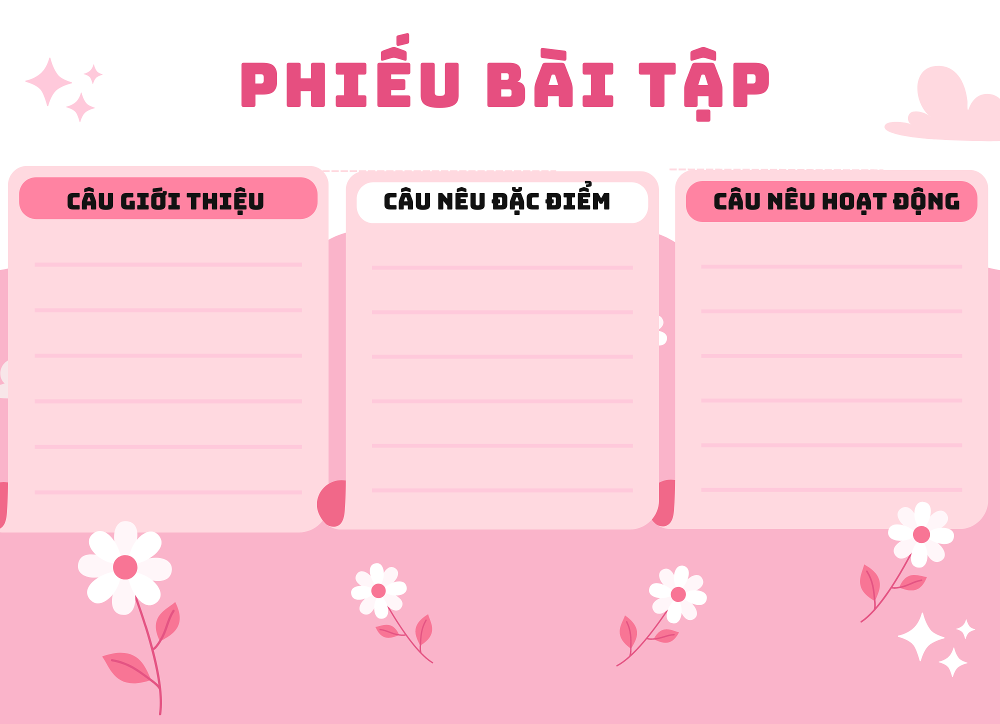 PHIẾU BÀI TẬP
CÂU GIỚI THIỆU
CÂU NÊU ĐẶC ĐIỂM
CÂU NÊU HOẠT ĐỘNG